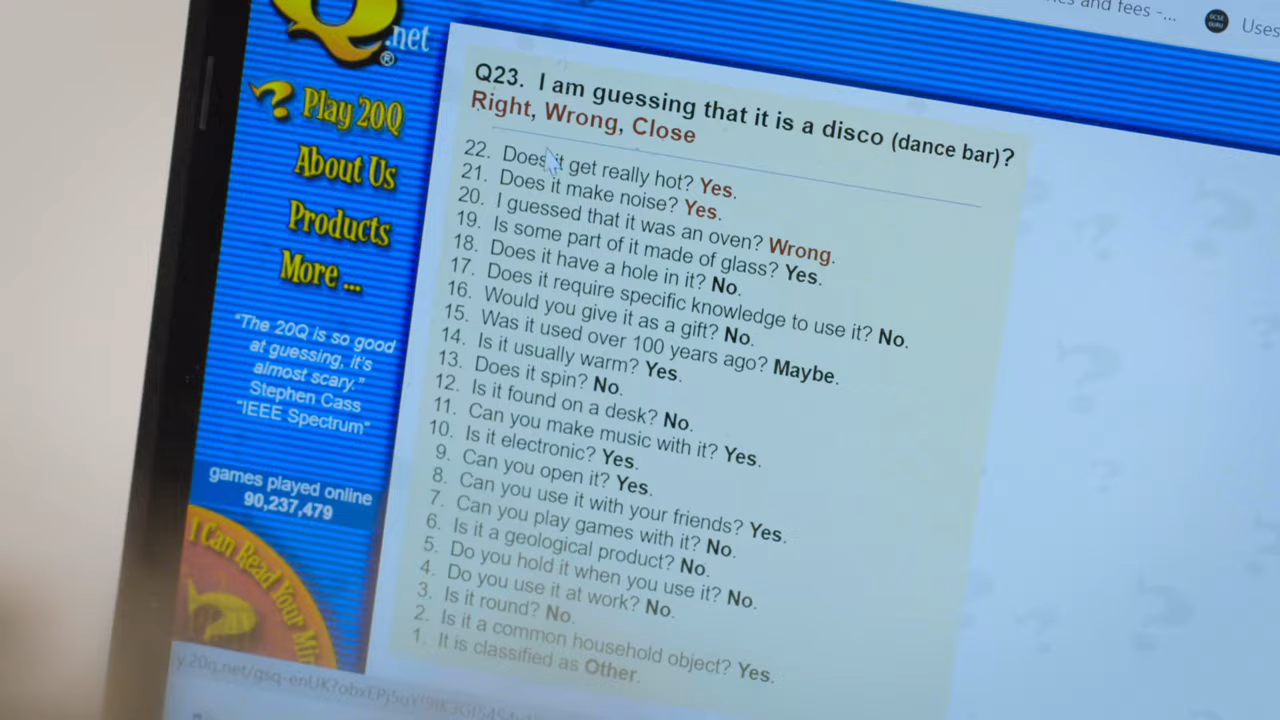 s and fees -...
Uses
.net
®
Play 20Q
About Us
Products
More ...
"The 20Q is so good
at guessing, it's
almost scary."
Stephen Cass
"IEEE Spectrum"
games played online
90,237,479
I Can Read Your Min
Q23. I am guessing that it is a disco (dance bar)?
Right, Wrong, Close
22. Does it get really hot? Yes.
21. Does it make noise? Yes.
20. I guessed that it was an oven? Wrong.
19. Is some part of it made of glass? Yes.
18. Does it have a hole in it? No.
17. Does it require specific knowledge to use it? No.
16. Would you give it as a gift? No.
15. Was it used over 100 years ago? Maybe.
14. Is it usually warm? Yes.
13. Does it spin? No.
12. Is it found on a desk? No.
11. Can you make music with it? Yes.
10. Is it electronic? Yes.
9. Can you open it? Yes.
8. Can you use it with your friends? Yes.
7. Can you play games with it? No.
6. Is it a geological product? No.
5. Do you hold it when you use it? No.
4. Do you use it at work? No.
3. Is it round? No.
2. Is it a common household object? Yes.
1. It is classified as Other.